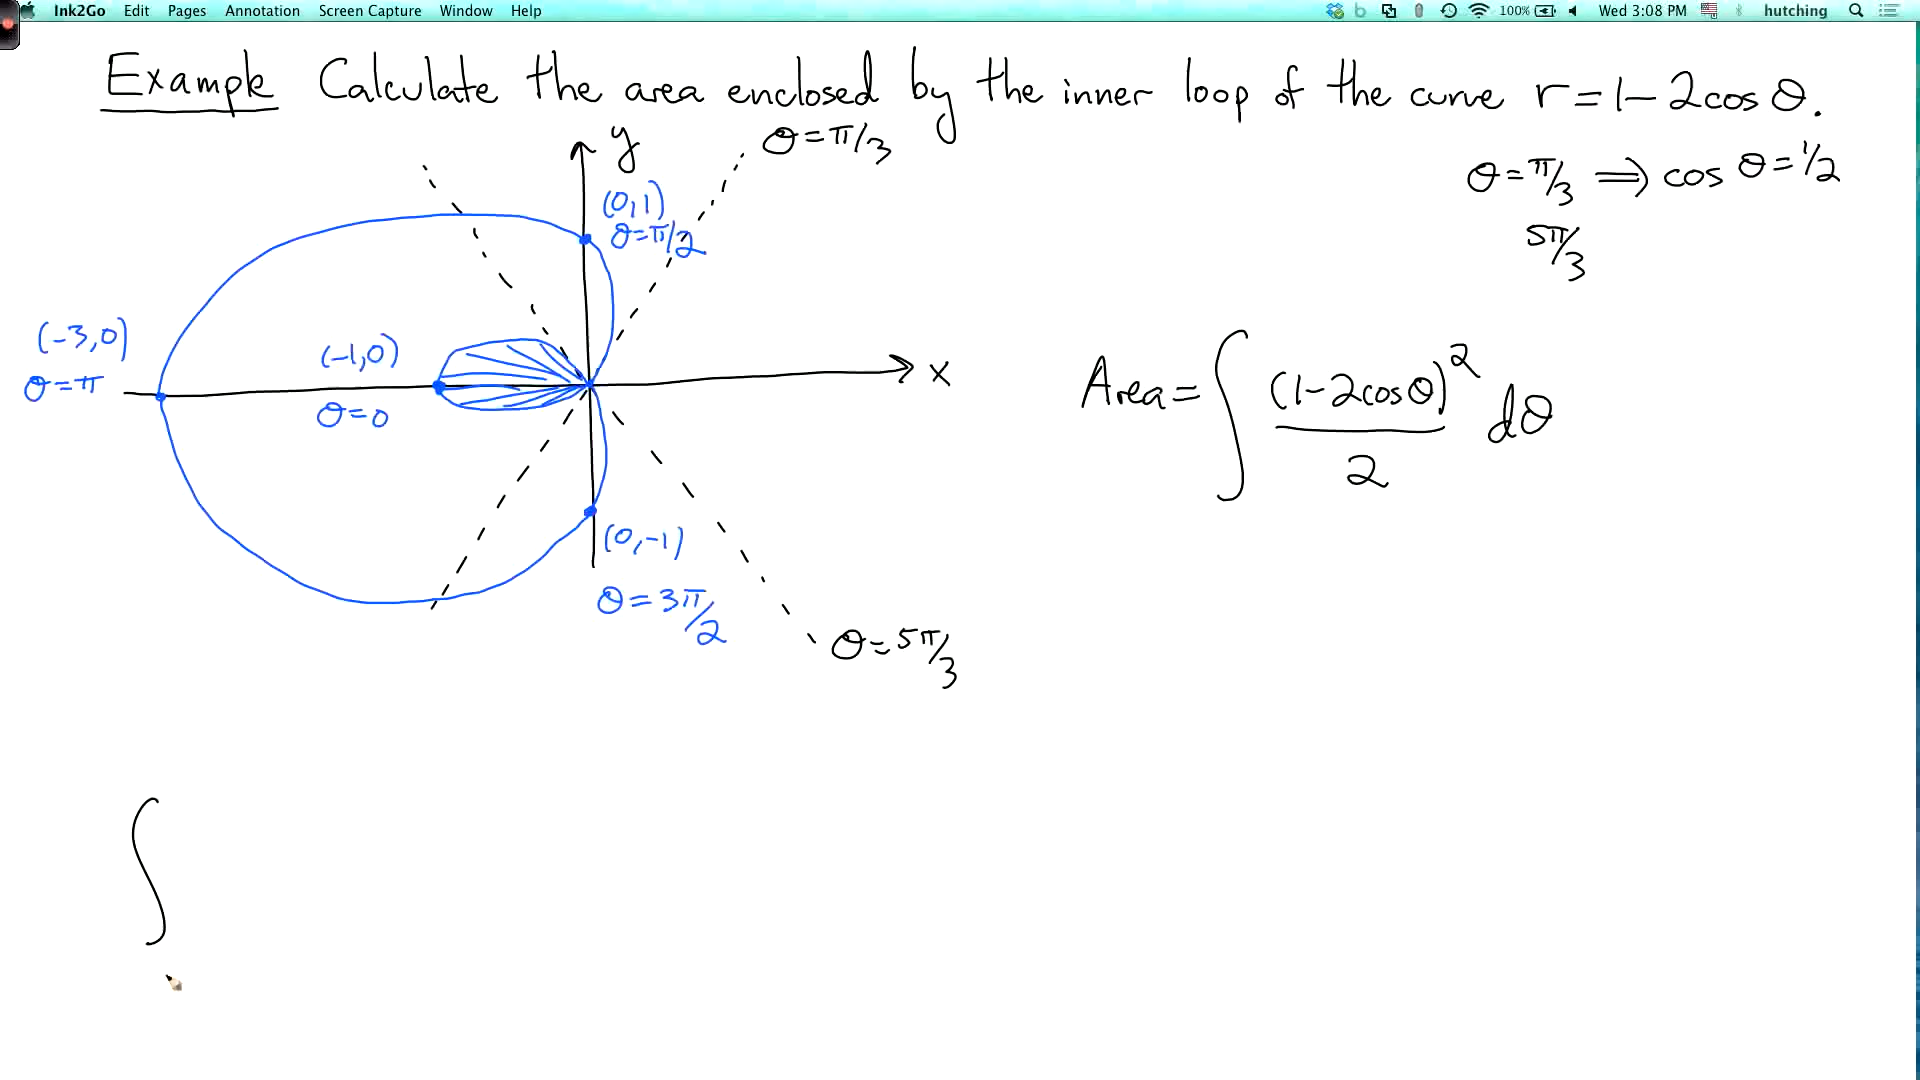 Ink2Go Edit Pages Annotation Screen Capture Window Help 100% Wed 3:08 PM hutching
Example Calculate the area enclosed by the inner loop of the curve r = 1 - 2cos θ.
θ = π/3 ⟹ cos θ = 1/2
5π/3
y
θ = π/3
(0,1)
θ = π/2
(-3,0)
θ = π
(-1,0)
θ = 0
x
Area = ∫ (1-2cosθ)² / 2 dθ
(0,-1)
θ = 3π/2
θ = 5π/3
∫